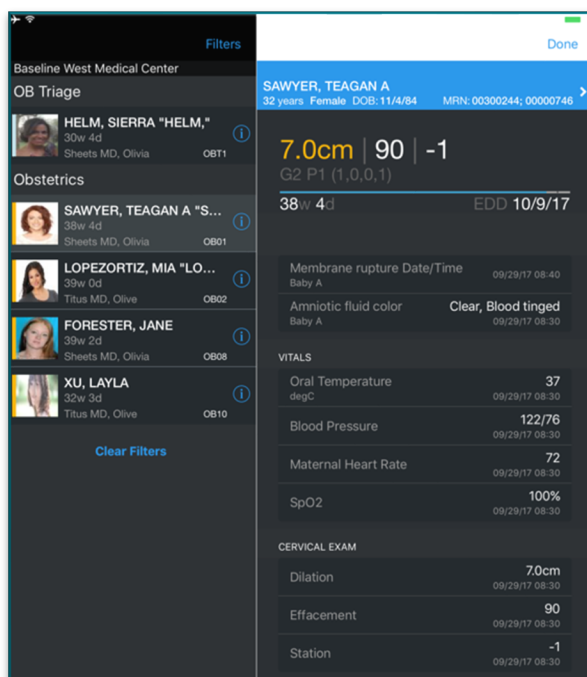 Filters
Baseline West Medical Center
OB Triage
HELM, SIERRA "HELM,"
30w 4d
Sheets MD, Olivia OBT1
Obstetrics
SAWYER, TEAGAN A "S...
38w 4d
Sheets MD, Olivia OB01
LOPEZORTIZ, MIA "LO...
39w 0d
Titus MD, Olive OB02
FORESTER, JANE
39w 2d
Sheets MD, Olivia OB08
XU, LAYLA
32w 3d
Titus MD, Olive OB10
Clear Filters
Done
SAWYER, TEAGAN A
32 years Female DOB: 11/4/84 MRN: 00300244; 00000746
7.0cm | 90 | -1
G2 P1 (1,0,0,1)
38w 4d EDD 10/9/17
Membrane rupture Date/Time 09/29/17 08:40
Baby A
Amniotic fluid color Clear, Blood tinged
Baby A 09/29/17 08:30
VITALS
Oral Temperature 37
degC 09/29/17 08:30
Blood Pressure 122/76
09/29/17 08:30
Maternal Heart Rate 72
09/29/17 08:30
SpO2 100%
09/29/17 08:30
CERVICAL EXAM
Dilation 7.0cm
09/29/17 08:30
Effacement 90
09/29/17 08:30
Station -1
09/29/17 08:30